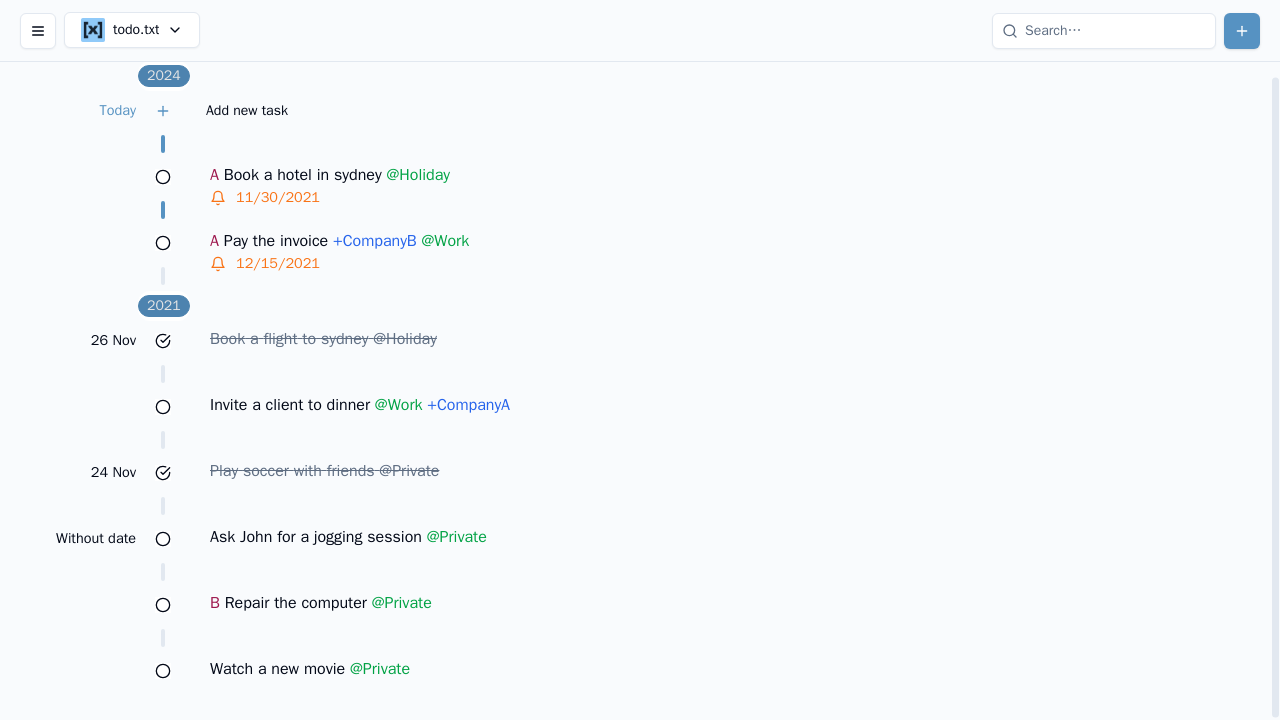 [x] todo.txt
Search…
2024
Today
Add new task
A Book a hotel in sydney @Holiday
11/30/2021
A Pay the invoice +CompanyB @Work
12/15/2021
2021
26 Nov
Book a flight to sydney @Holiday
Invite a client to dinner @Work +CompanyA
24 Nov
Play soccer with friends @Private
Without date
Ask John for a jogging session @Private
B Repair the computer @Private
Watch a new movie @Private